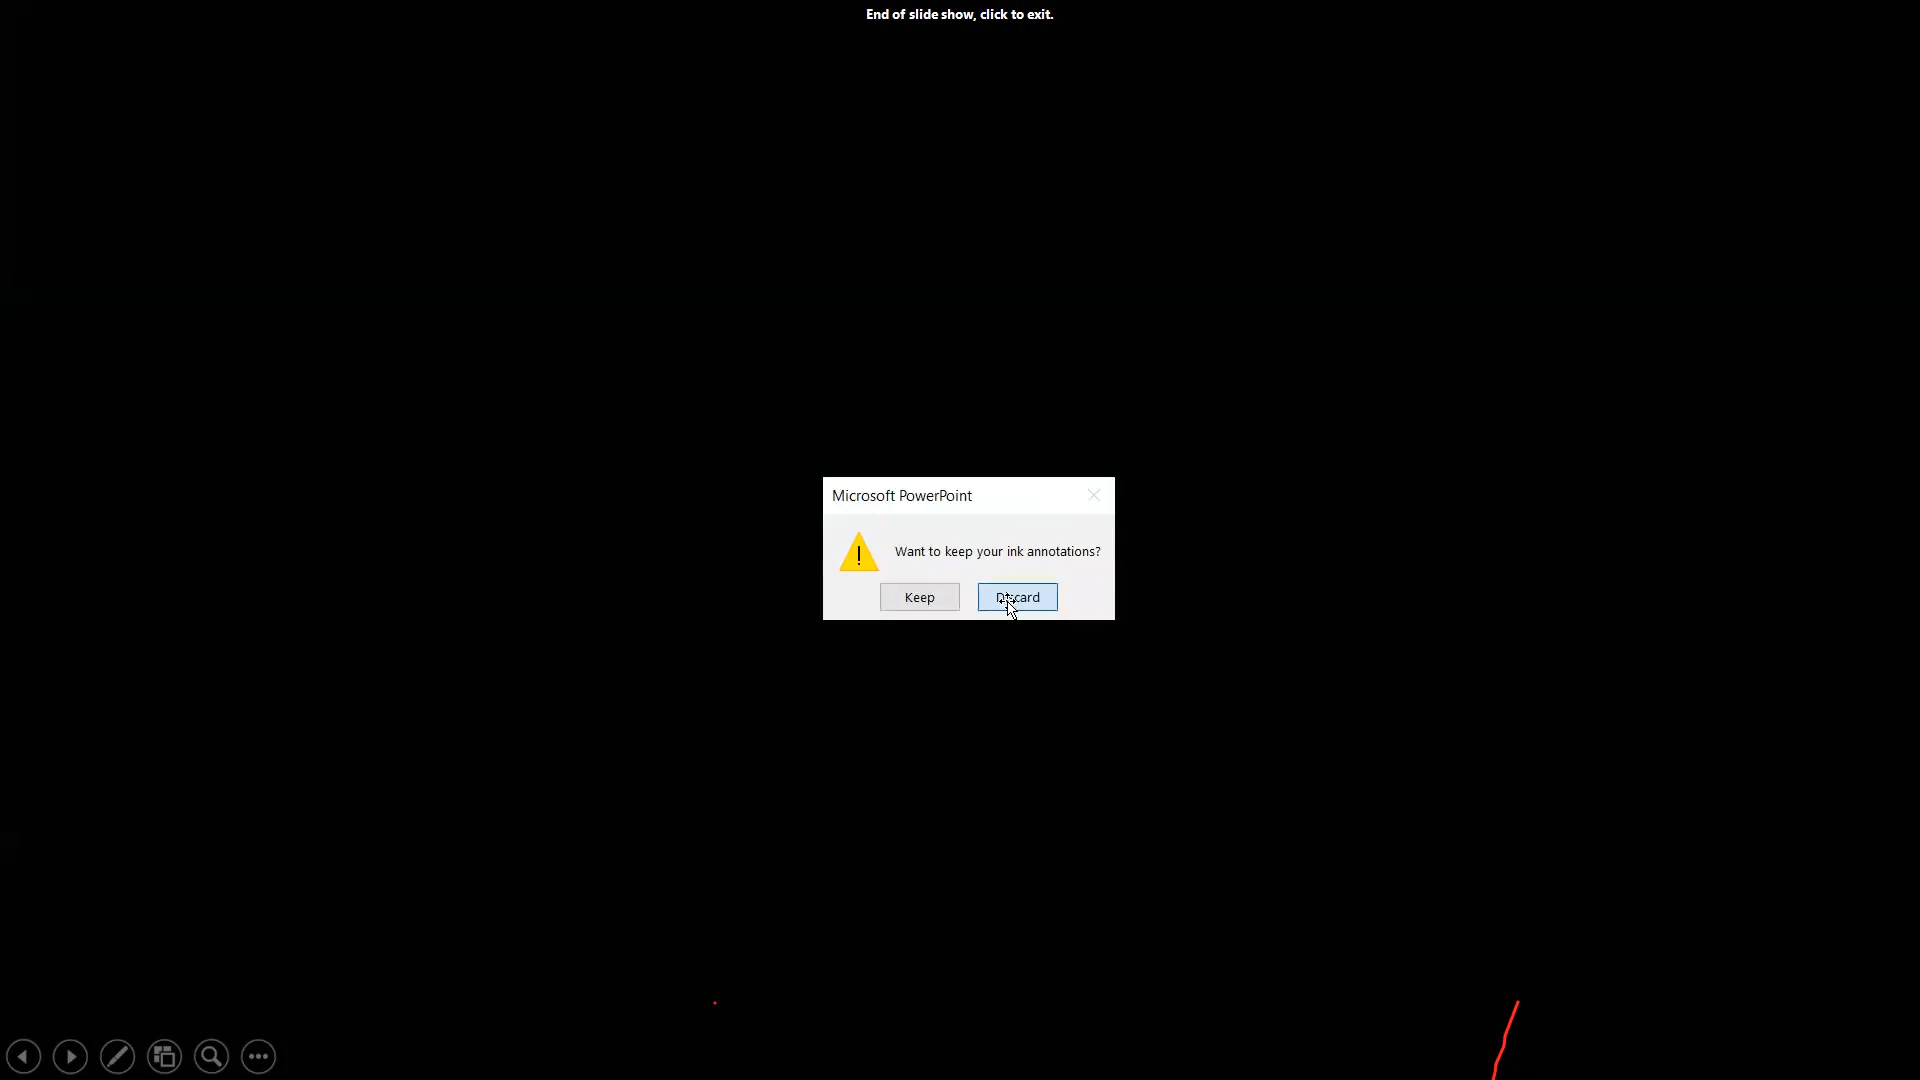 End of slide show, click to exit.
Microsoft PowerPoint
Want to keep your ink annotations?
Keep
Discard